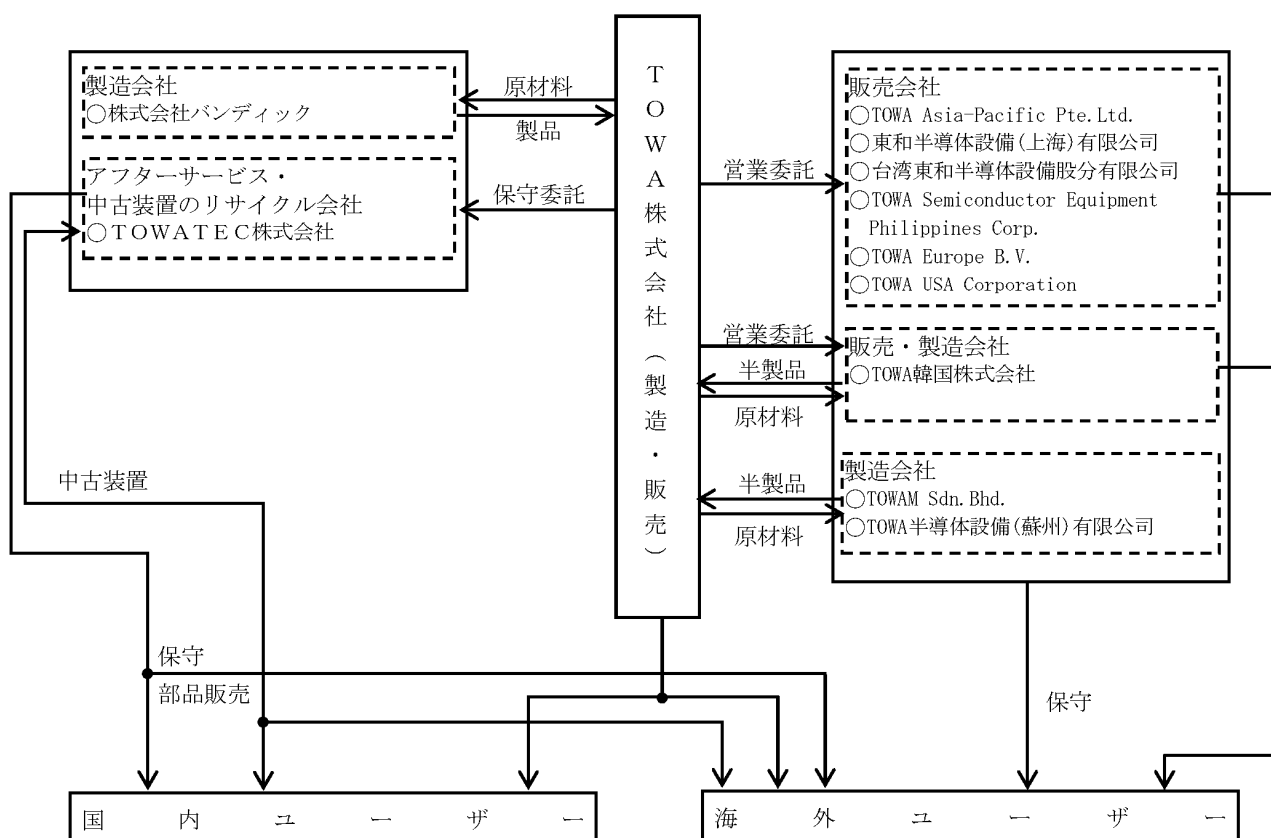 製造会社
○株式会社バンディック
アフターサービス・
中古装置のリサイクル会社
○ＴＯＷＡＴＥＣ株式会社
原材料
製品
保守委託
ＴＯＷＡ株式会社（製造・販売）
営業委託
販売会社
○TOWA Asia-Pacific Pte.Ltd.
○東和半導体設備(上海)有限公司
○台湾東和半導体設備股分有限公司
○TOWA Semiconductor Equipment
Philippines Corp.
○TOWA Europe B.V.
○TOWA USA Corporation
営業委託
半製品
原材料
販売・製造会社
○TOWA韓国株式会社
半製品
原材料
製造会社
○TOWAM Sdn.Bhd.
○TOWA半導体設備(蘇州)有限公司
中古装置
保守
部品販売
保守
国内ユーザー
海外ユーザー